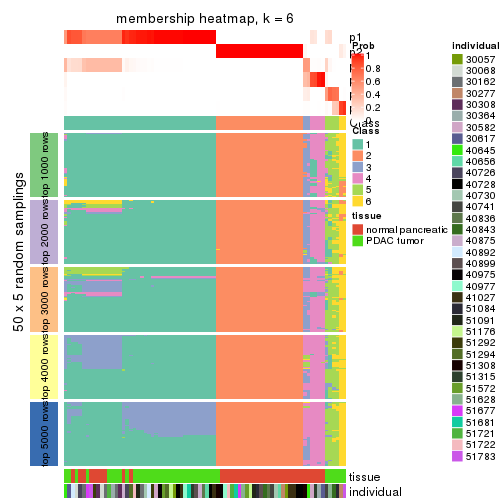 membership heatmap, k = 6
p1
p2
Prob
1
0.8
0.6
0.4
0.2
0
Class
Class
1
2
3
4
5
6
tissue
normal pancreatic
PDAC tumor
50 x 5 random samplings
top 1000 rows
top 2000 rows
top 3000 rows
top 4000 rows
top 5000 rows
tissue
individual
individual
30057
30068
30162
30277
30308
30364
30582
30617
40645
40656
40726
40728
40730
40741
40836
40843
40875
40892
40899
40975
40977
41027
51084
51091
51176
51292
51294
51308
51315
51572
51628
51677
51681
51721
51722
51783